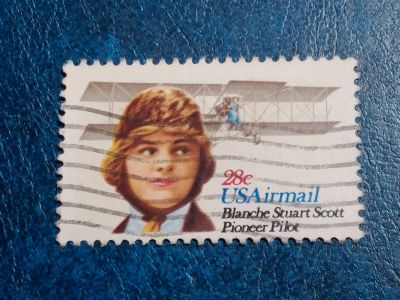 28c
USAirmail
Blanche Stuart Scott
Pioneer Pilot